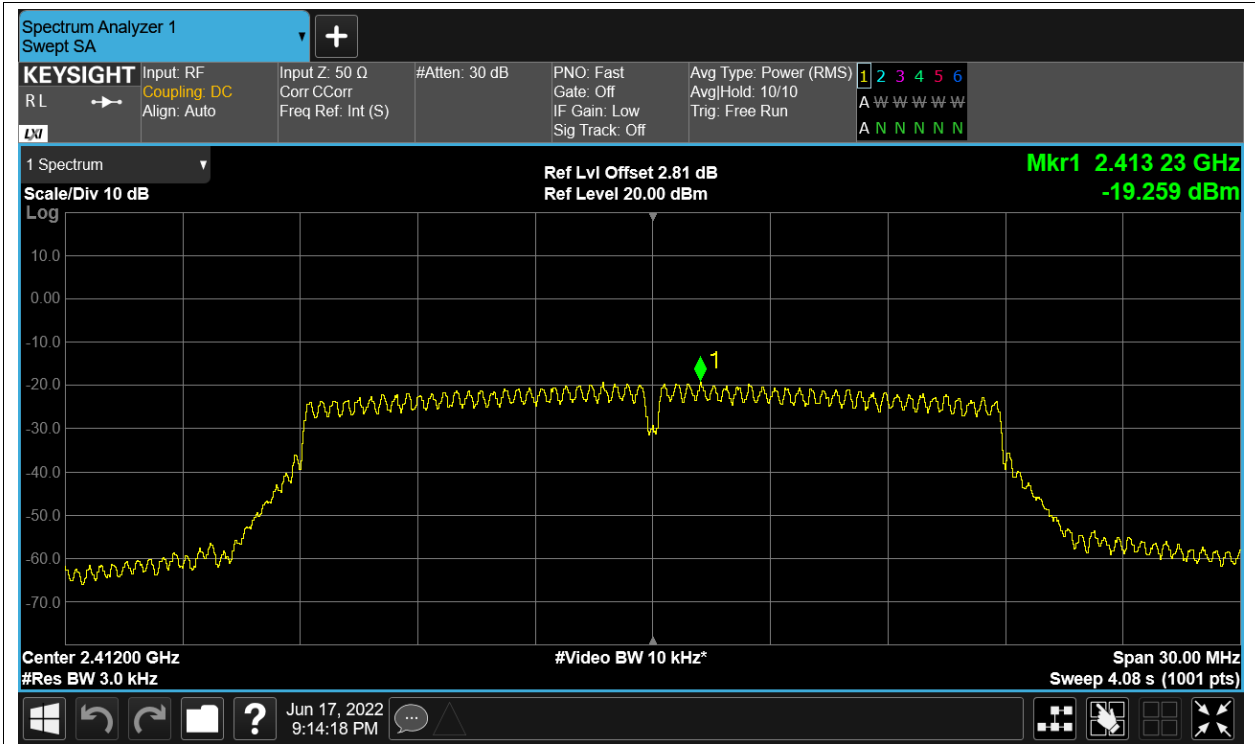 Spectrum Analyzer 1
Swept SA
KEYSIGHT
R L
LXI
Input: RF
Coupling: DC
Align: Auto
Input Z: 50 Ω
Corr CCorr
Freq Ref: Int (S)
#Atten: 30 dB
PNO: Fast
Gate: Off
IF Gain: Low
Sig Track: Off
Avg Type: Power (RMS)
Avg|Hold: 10/10
Trig: Free Run
1 2 3 4 5 6
A W W W W W
A N N N N N
1 Spectrum
Scale/Div 10 dB
Log
Ref Lvl Offset 2.81 dB
Ref Level 20.00 dBm
Mkr1 2.413 23 GHz
-19.259 dBm
10.0
0.00
-10.0
-20.0
-30.0
-40.0
-50.0
-60.0
-70.0
1
Center 2.41200 GHz
#Res BW 3.0 kHz
#Video BW 10 kHz*
Span 30.00 MHz
Sweep 4.08 s (1001 pts)
?
Jun 17, 2022
9:14:18 PM